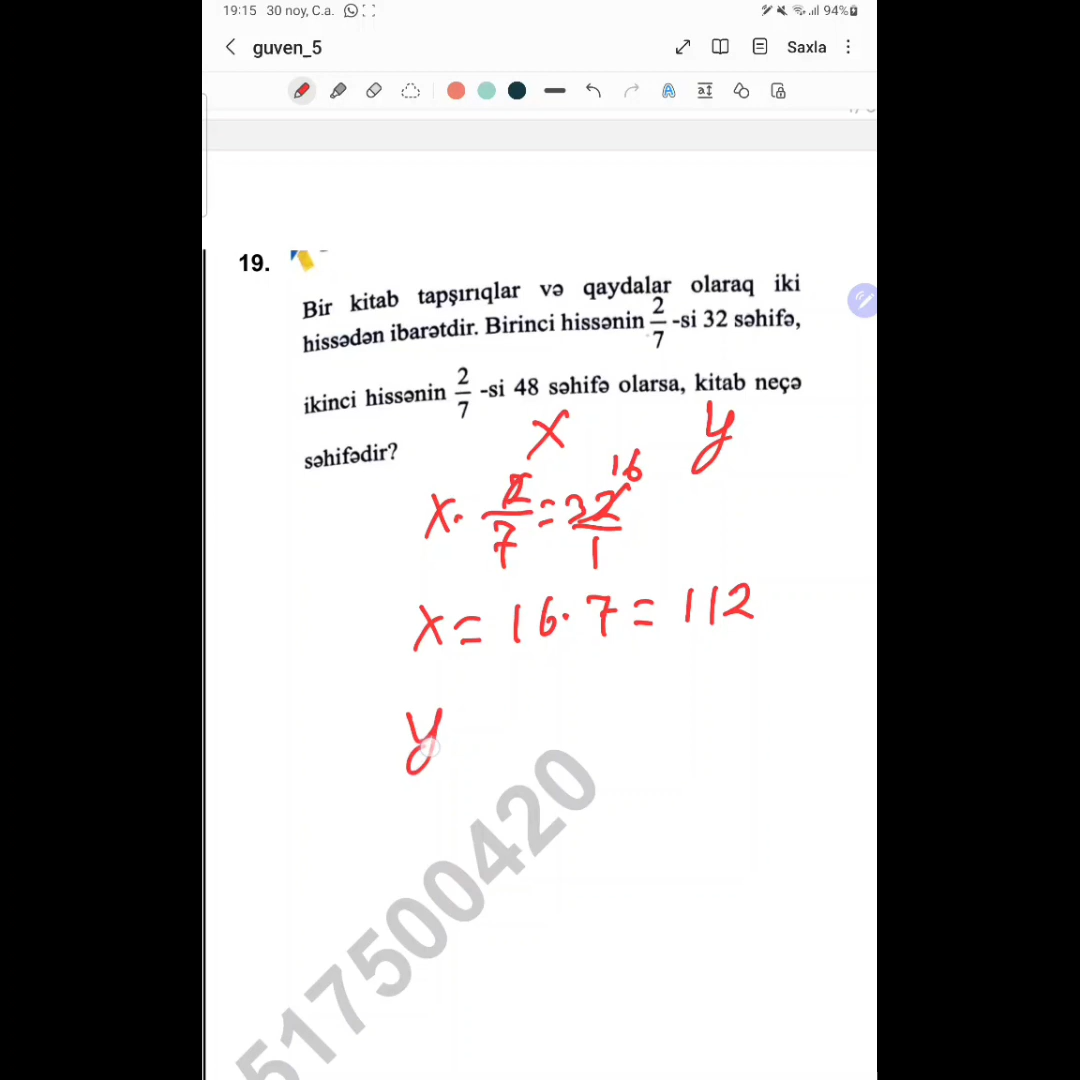 19:15 30 noy, C.a. 94%
guven_5 Saxla
19.
Bir kitab tapşırıqlar və qaydalar olaraq iki
hissədən ibarətdir. Birinci hissənin 2/7 -si 32 səhifə,
ikinci hissənin 2/7 -si 48 səhifə olarsa, kitab neçə
səhifədir?
x y
x · 2/7 = 32/1 16
x = 16 · 7 = 112
y
517500420